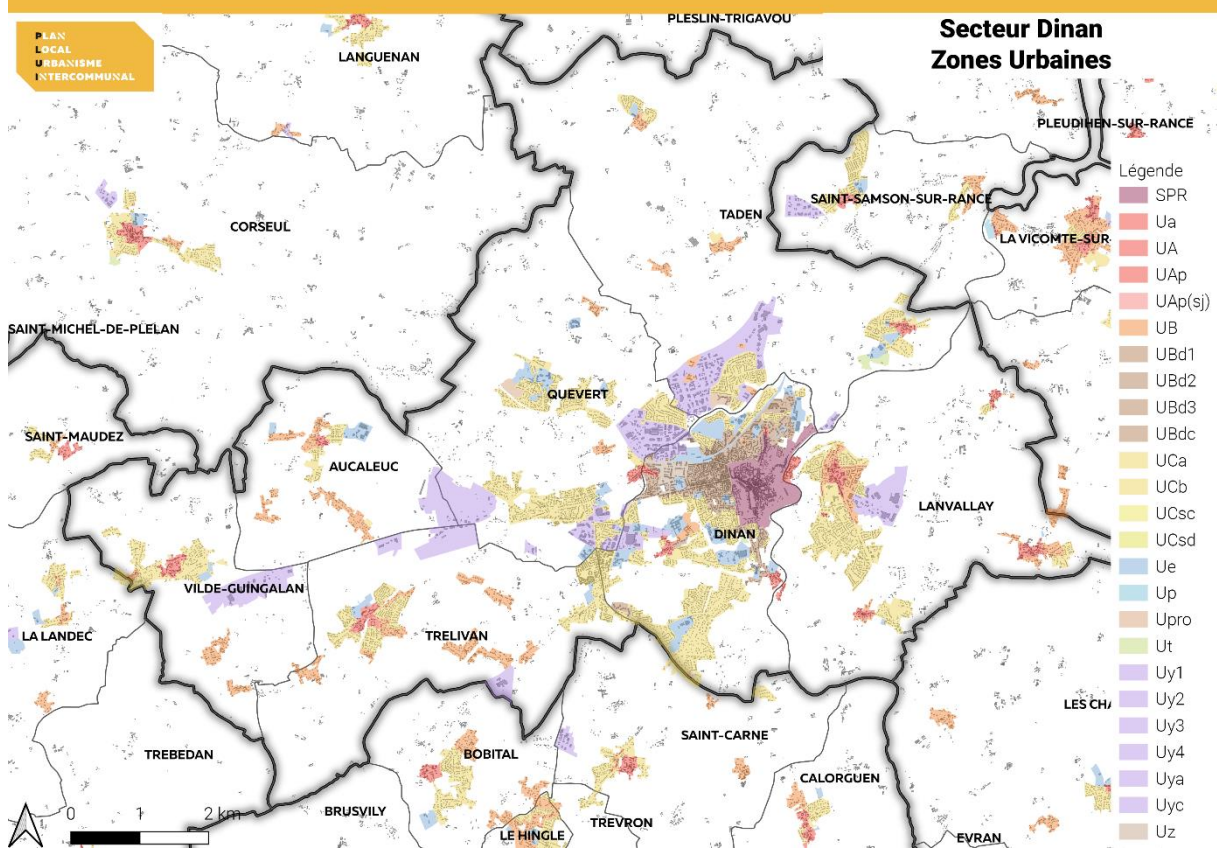 PLAN
LOCAL
URBANISME
INTERCOMMUNAL
Secteur Dinan
Zones Urbaines
PLESLIN-TRIGAVOU
LANGUENAN
PLEUDIHEN-SUR-RANCE
SAINT-SAMSON-SUR-RANCE
TADEN
CORSEUL
LA VICOMTE-SUR-
SAINT-MICHEL-DE-PLELAN
QUEVERT
SAINT-MAUDEZ
AUCALEUC
LANVALLAY
DINAN
VILDE-GUINGALAN
LA LANDEC
TRELIVAN
LES CHA
SAINT-CARNE
TREBEDAN
BOBITAL
CALORGUEN
BRUSVILY
TREVRON
LE HINGLE
EVRAN
0 1 2 km
Légende
SPR
Ua
UA
UAp
UAp(sj)
UB
UBd1
UBd2
UBd3
UBdc
UCa
UCb
UCsc
UCsd
Ue
Up
Upro
Ut
Uy1
Uy2
Uy3
Uy4
Uya
Uyc
Uz